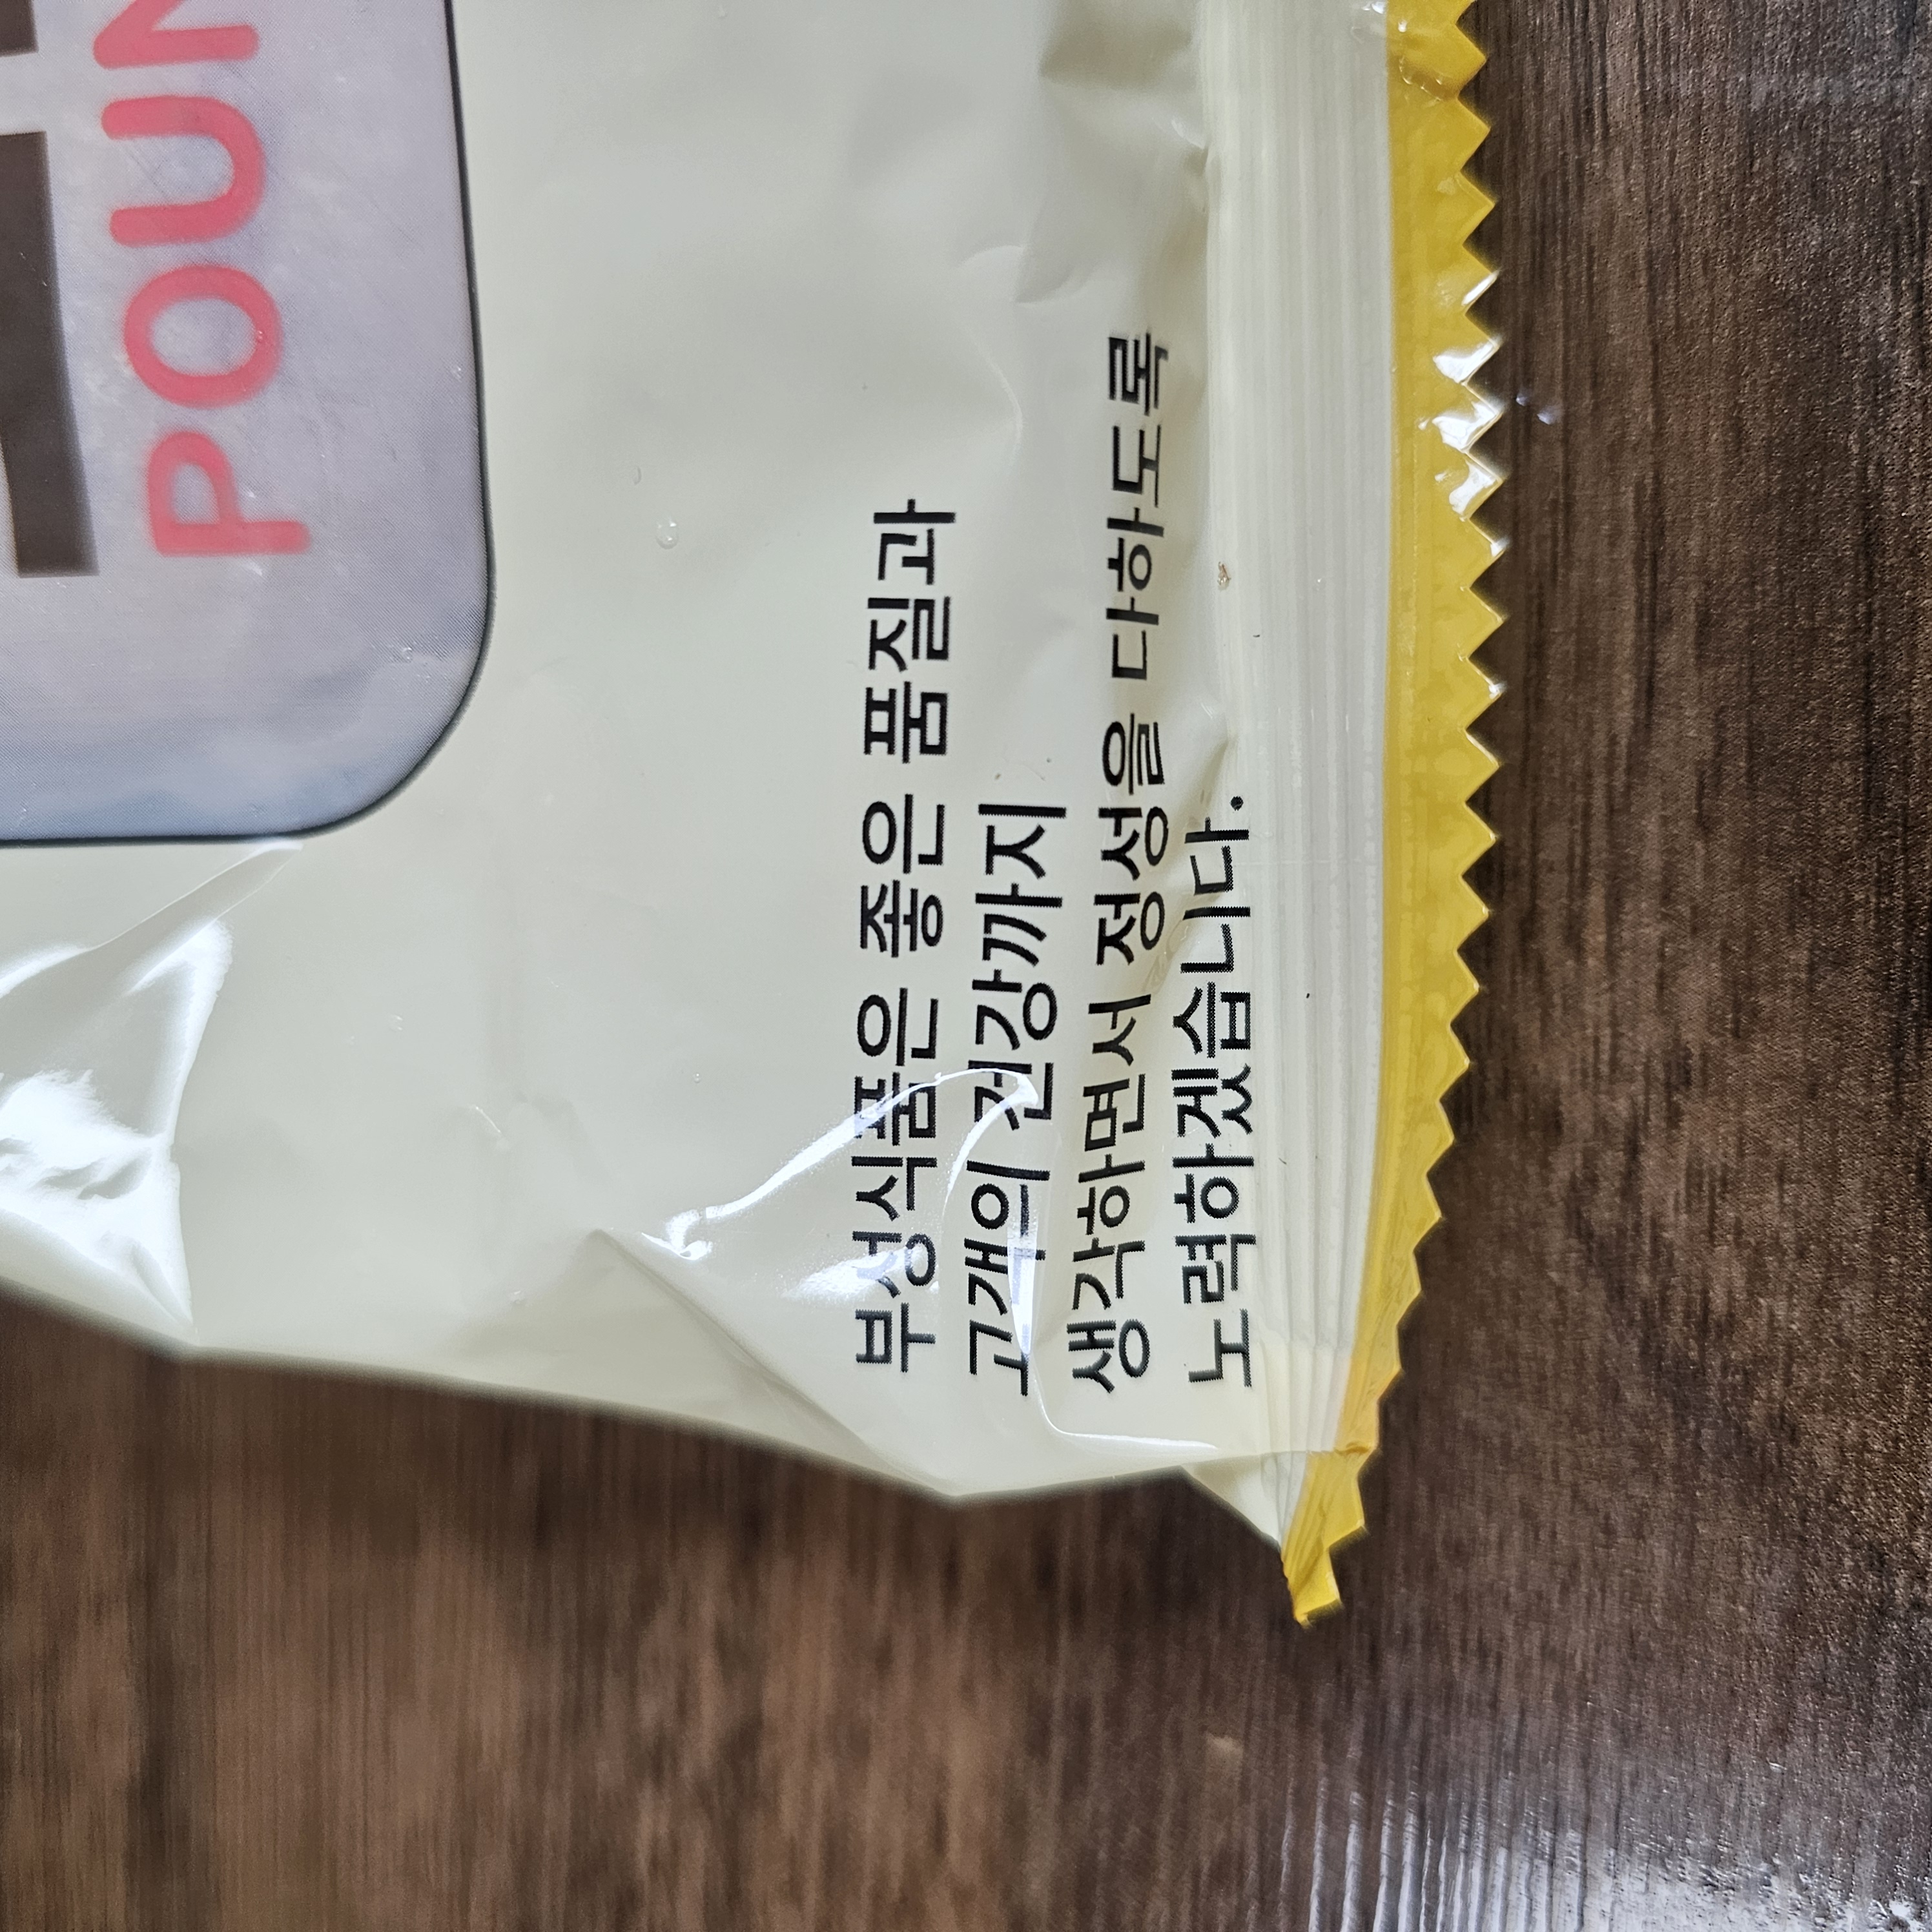 POUN
부성식품은 좋은 품질과
고개의 건강까지
생각하면서 정성을 다하도록
노력하겠습니다.